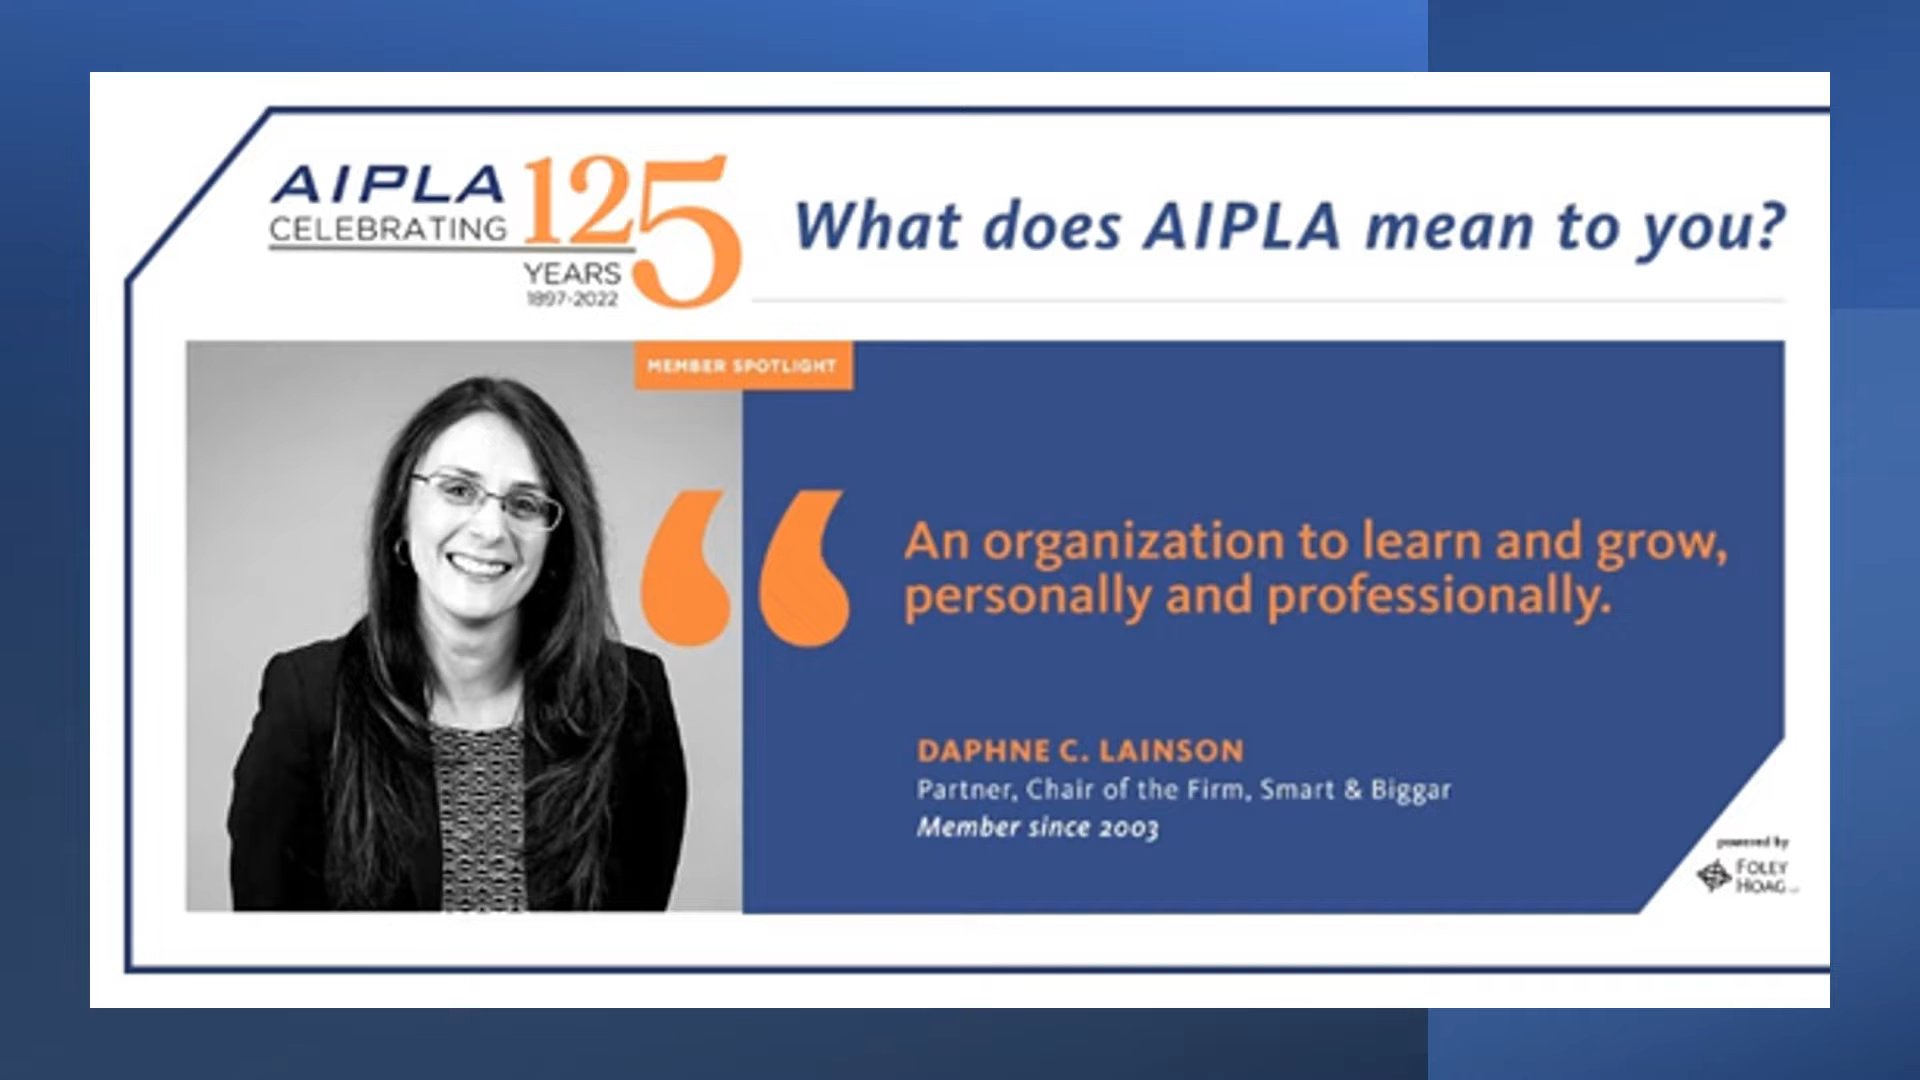 AIPLA
CELEBRATING
125
YEARS
1897-2022
What does AIPLA mean to you?
MEMBER SPOTLIGHT
“
An organization to learn and grow,
personally and professionally.
DAPHNE C. LAINSON
Partner, Chair of the Firm, Smart & Biggar
Member since 2003
powered by
FOLEY
HOAG